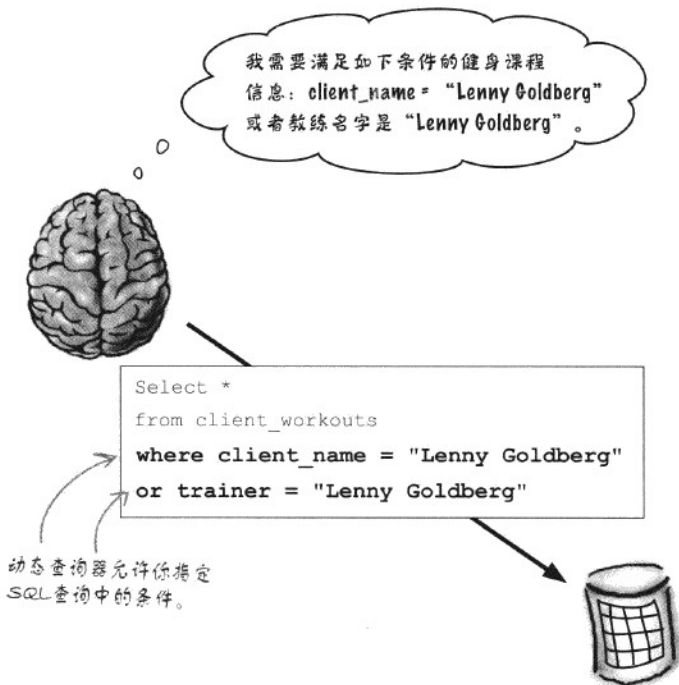 我需要满足如下条件的健身课程
信息：client_name = “Lenny Goldberg”
或者教练名字是“Lenny Goldberg”。
Select *
from client_workouts
where client_name = "Lenny Goldberg"
or trainer = "Lenny Goldberg"
动态查询器允许你指定
SQL查询中的条件。